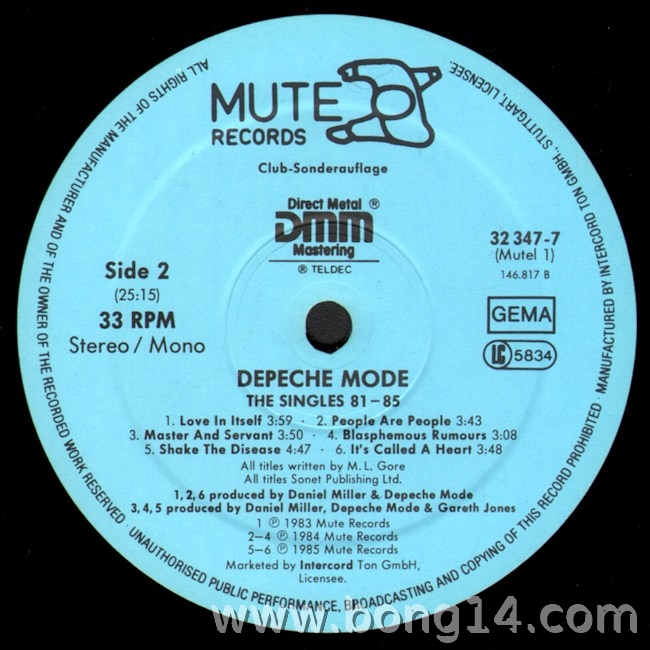 MUTE
RECORDS
Club-Sonderauflage
Direct Metal ®
DMM
Mastering
® TELDEC
32 347-7
(Mutel 1)
146.817 B
Side 2
(25:15)
33 RPM
Stereo / Mono
GEMA
LC 5834
DEPECHE MODE
THE SINGLES 81-85
1. Love In Itself 3:59 · 2. People Are People 3:43
3. Master And Servant 3:50 · 4. Blasphemous Rumours 3:08
5. Shake The Disease 4:47 · 6. It's Called A Heart 3:48
All titles written by M. L. Gore
All titles Sonet Publishing Ltd.
1, 2, 6 produced by Daniel Miller & Depeche Mode
3, 4, 5 produced by Daniel Miller, Depeche Mode & Gareth Jones
1 ℗ 1983 Mute Records
2-4 ℗ 1984 Mute Records
5-6 ℗ 1985 Mute Records
Marketed by Intercord Ton GmbH,
Licensee.
ALL RIGHTS OF THE MANUFACTURER AND OF THE OWNER OF THE RECORDED WORK RESERVED · UNAUTHORISED PUBLIC PERFORMANCE, BROADCASTING AND COPYING OF THIS RECORD PROHIBITED · MANUFACTURED BY INTERCORD TON GMBH., STUTTGART, LICENSEE.
www.bong14.com